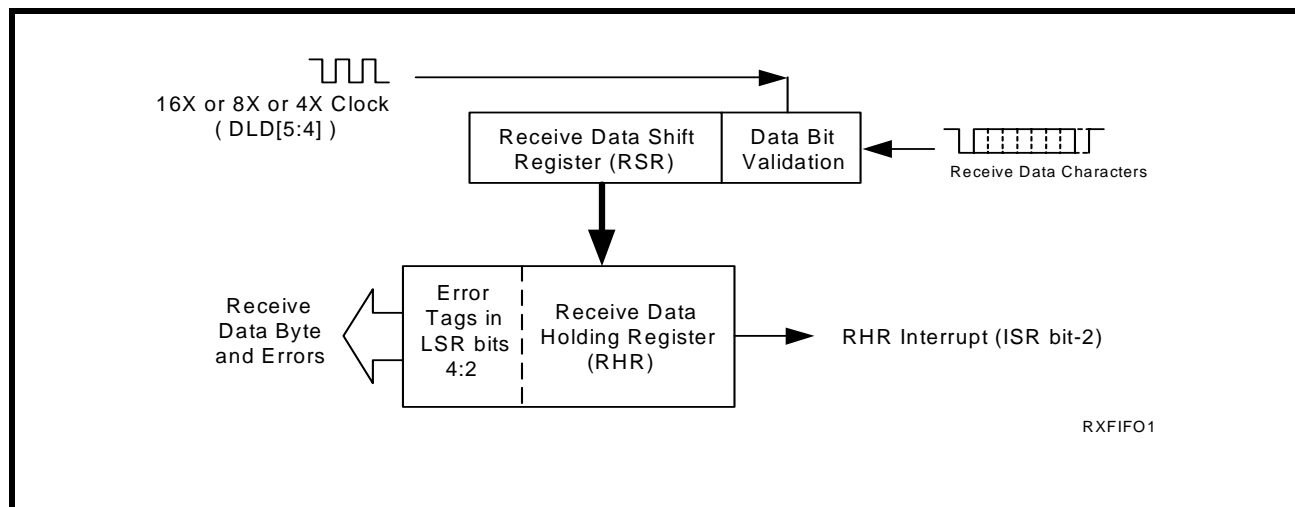 16X or 8X or 4X Clock
( DLD[5:4] )
Receive Data Shift
Register (RSR)
Data Bit
Validation
Receive Data Characters
Receive
Data Byte
and Errors
Error
Tags in
LSR bits
4:2
Receive Data
Holding Register
(RHR)
RHR Interrupt (ISR bit-2)
RXFIFO1